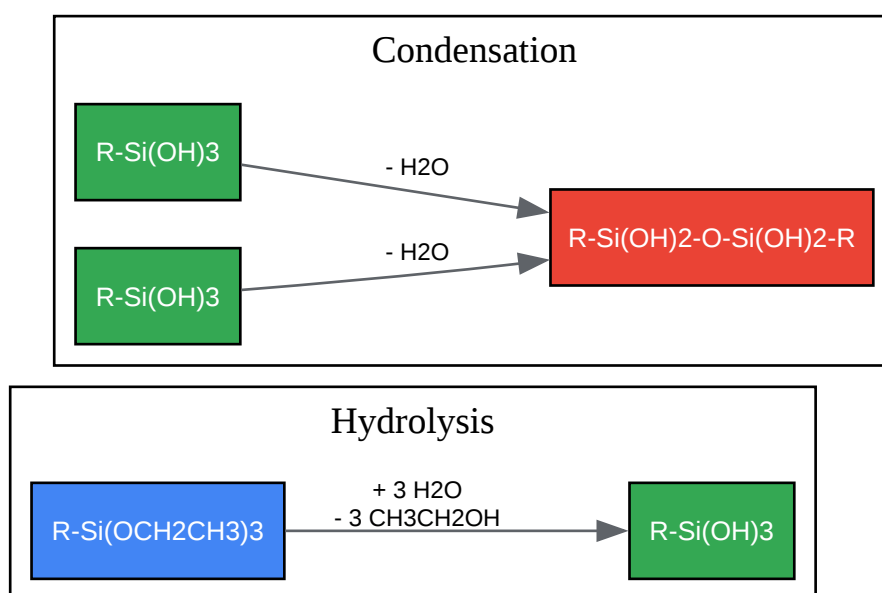 Condensation
R-Si(OH)3
- H2O
R-Si(OH)2-O-Si(OH)2-R
- H2O
R-Si(OH)3
Hydrolysis
R-Si(OCH2CH3)3
+ 3 H2O
- 3 CH3CH2OH
R-Si(OH)3